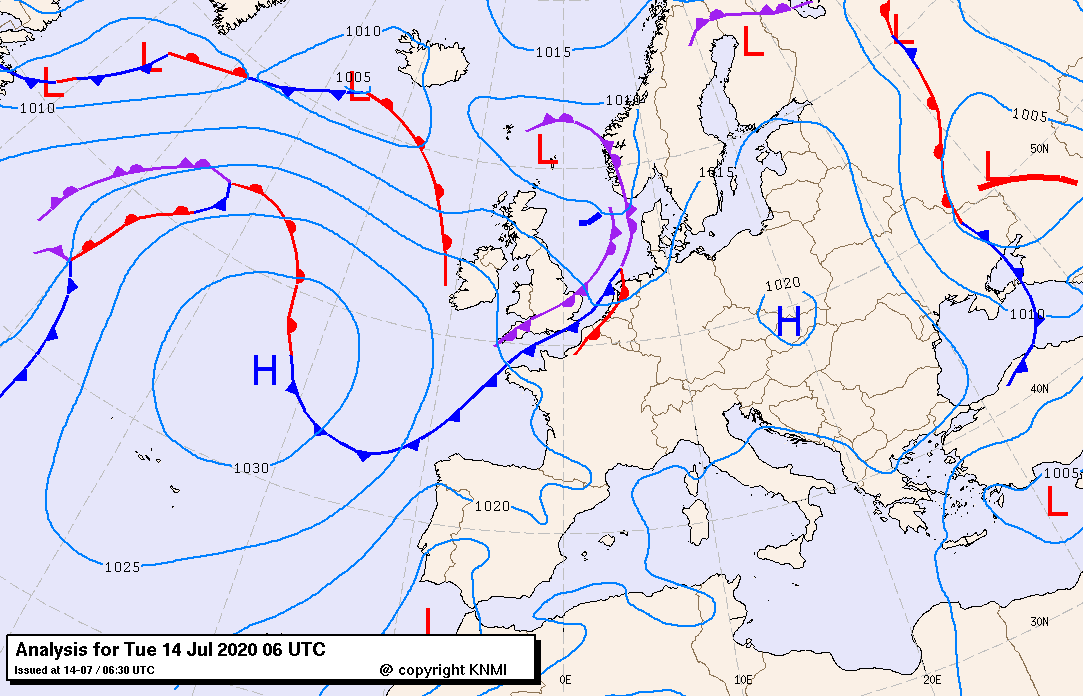 1010
1015
L
L
L
L
1005
L
1010
1010
1005
L
50N
L
1015
1020
H
1010
H
40N
1030
1005
L
1020
1025
L
30N
Analysis for Tue 14 Jul 2020 06 UTC
Issued at 14-07 / 06:30 UTC
@ copyright KNMI
0E
10E
20E